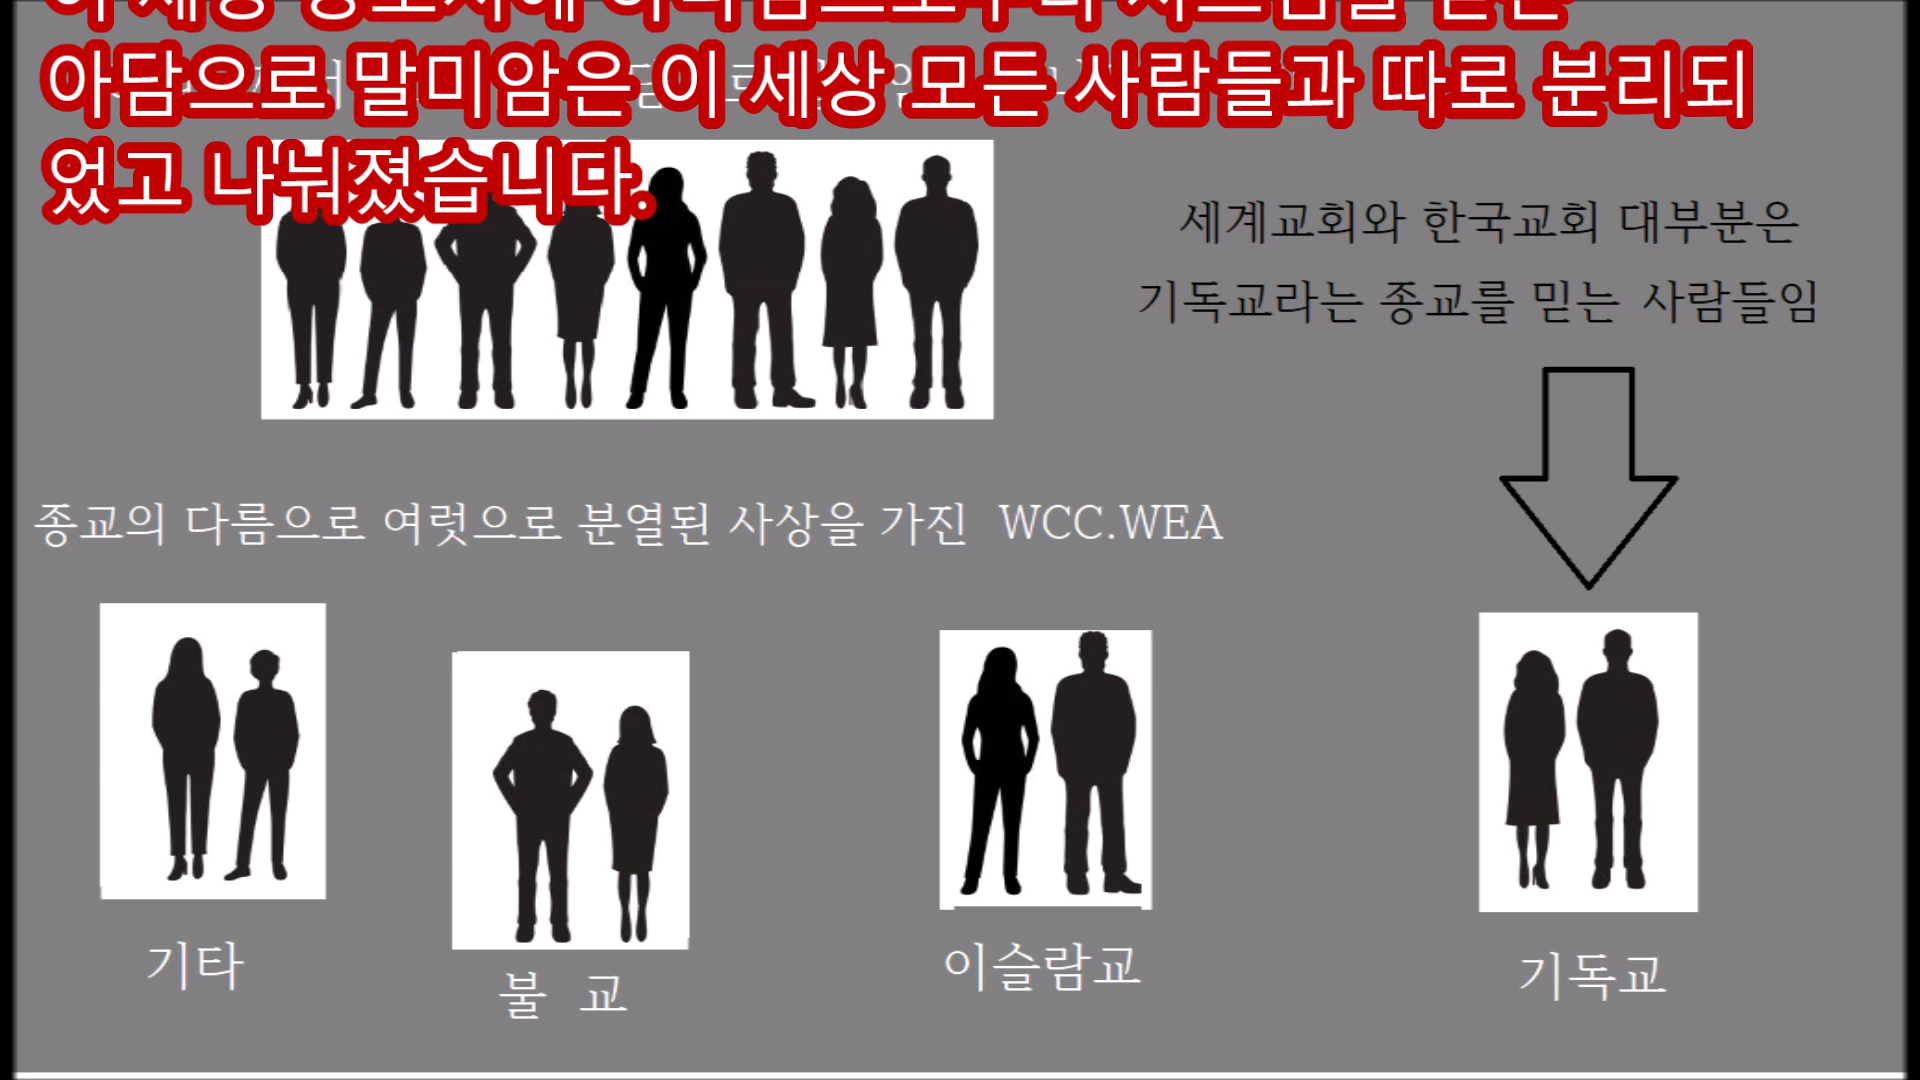 아담으로 말미암은 이 세상 모든 사람들과 따로 분리되
었고 나눠졌습니다.
세계교회와 한국교회 대부분은
기독교라는 종교를 믿는 사람들임
종교의 다름으로 여럿으로 분열된 사상을 가진 WCC.WEA
기타
불 교
이슬람교
기독교